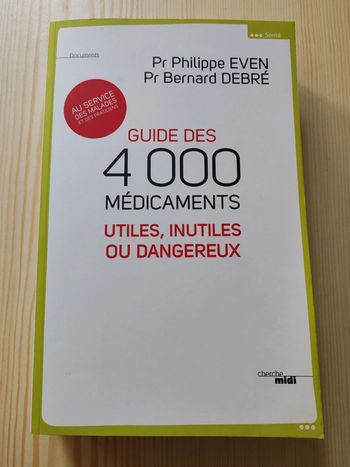 Santé
Documents
Pr Philippe EVEN
Pr Bernard DEBRÉ
AU SERVICE
DES MALADES
ET DES PRATICIENS
GUIDE DES
4 000
MÉDICAMENTS
UTILES, INUTILES
OU DANGEREUX
cherche
midi